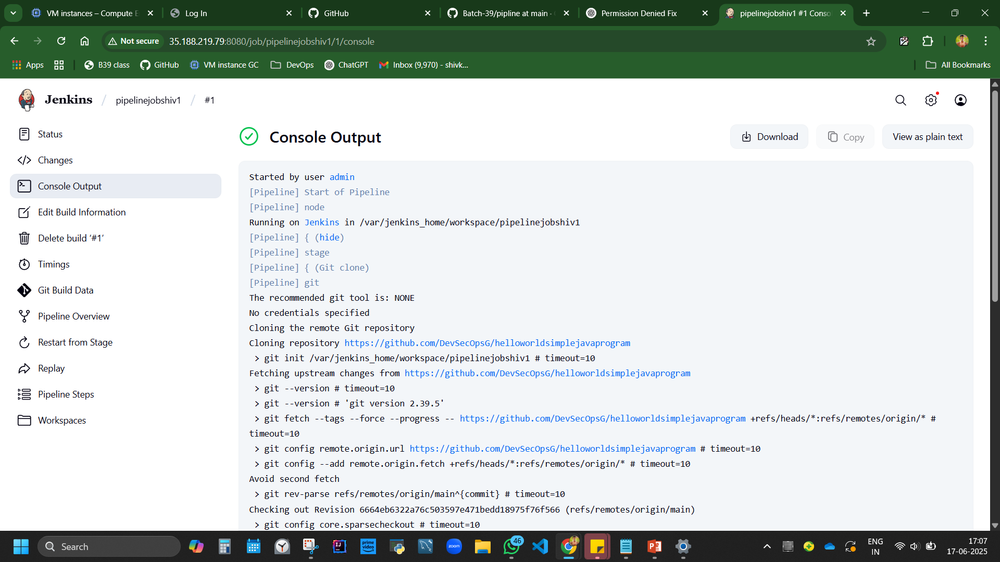 VM instances – Compute E
Log In
GitHub
Batch-39/pipline at main ·
Permission Denied Fix
pipelinejobshiv1 #1 Conso
Not secure
35.188.219.79:8080/job/pipelinejobshiv1/1/console
Apps
B39 class
GitHub
VM instance GC
DevOps
ChatGPT
Inbox (9,970) - shivk...
All Bookmarks
Jenkins / pipelinejobshiv1 / #1
Status
Changes
Console Output
Edit Build Information
Delete build ‘#1’
Timings
Git Build Data
Pipeline Overview
Restart from Stage
Replay
Pipeline Steps
Workspaces
Console Output
Download
Copy
View as plain text
Started by user admin
[Pipeline] Start of Pipeline
[Pipeline] node
Running on Jenkins in /var/jenkins_home/workspace/pipelinejobshiv1
[Pipeline] { (hide)
[Pipeline] stage
[Pipeline] { (Git clone)
[Pipeline] git
The recommended git tool is: NONE
No credentials specified
Cloning the remote Git repository
Cloning repository https://github.com/DevSecOpsG/helloworldsimplejavaprogram
> git init /var/jenkins_home/workspace/pipelinejobshiv1 # timeout=10
Fetching upstream changes from https://github.com/DevSecOpsG/helloworldsimplejavaprogram
> git --version # timeout=10
> git --version # 'git version 2.39.5'
> git fetch --tags --force --progress -- https://github.com/DevSecOpsG/helloworldsimplejavaprogram +refs/heads/*:refs/remotes/origin/* #
timeout=10
> git config remote.origin.url https://github.com/DevSecOpsG/helloworldsimplejavaprogram # timeout=10
> git config --add remote.origin.fetch +refs/heads/*:refs/remotes/origin/* # timeout=10
Avoid second fetch
> git rev-parse refs/remotes/origin/main^{commit} # timeout=10
Checking out Revision 6664eb6322a76c503597e471bedd18975f76f566 (refs/remotes/origin/main)
> git config core.sparsecheckout # timeout=10
Search
prime video
zoom
46
ENG
IN
17:07
17-06-2025